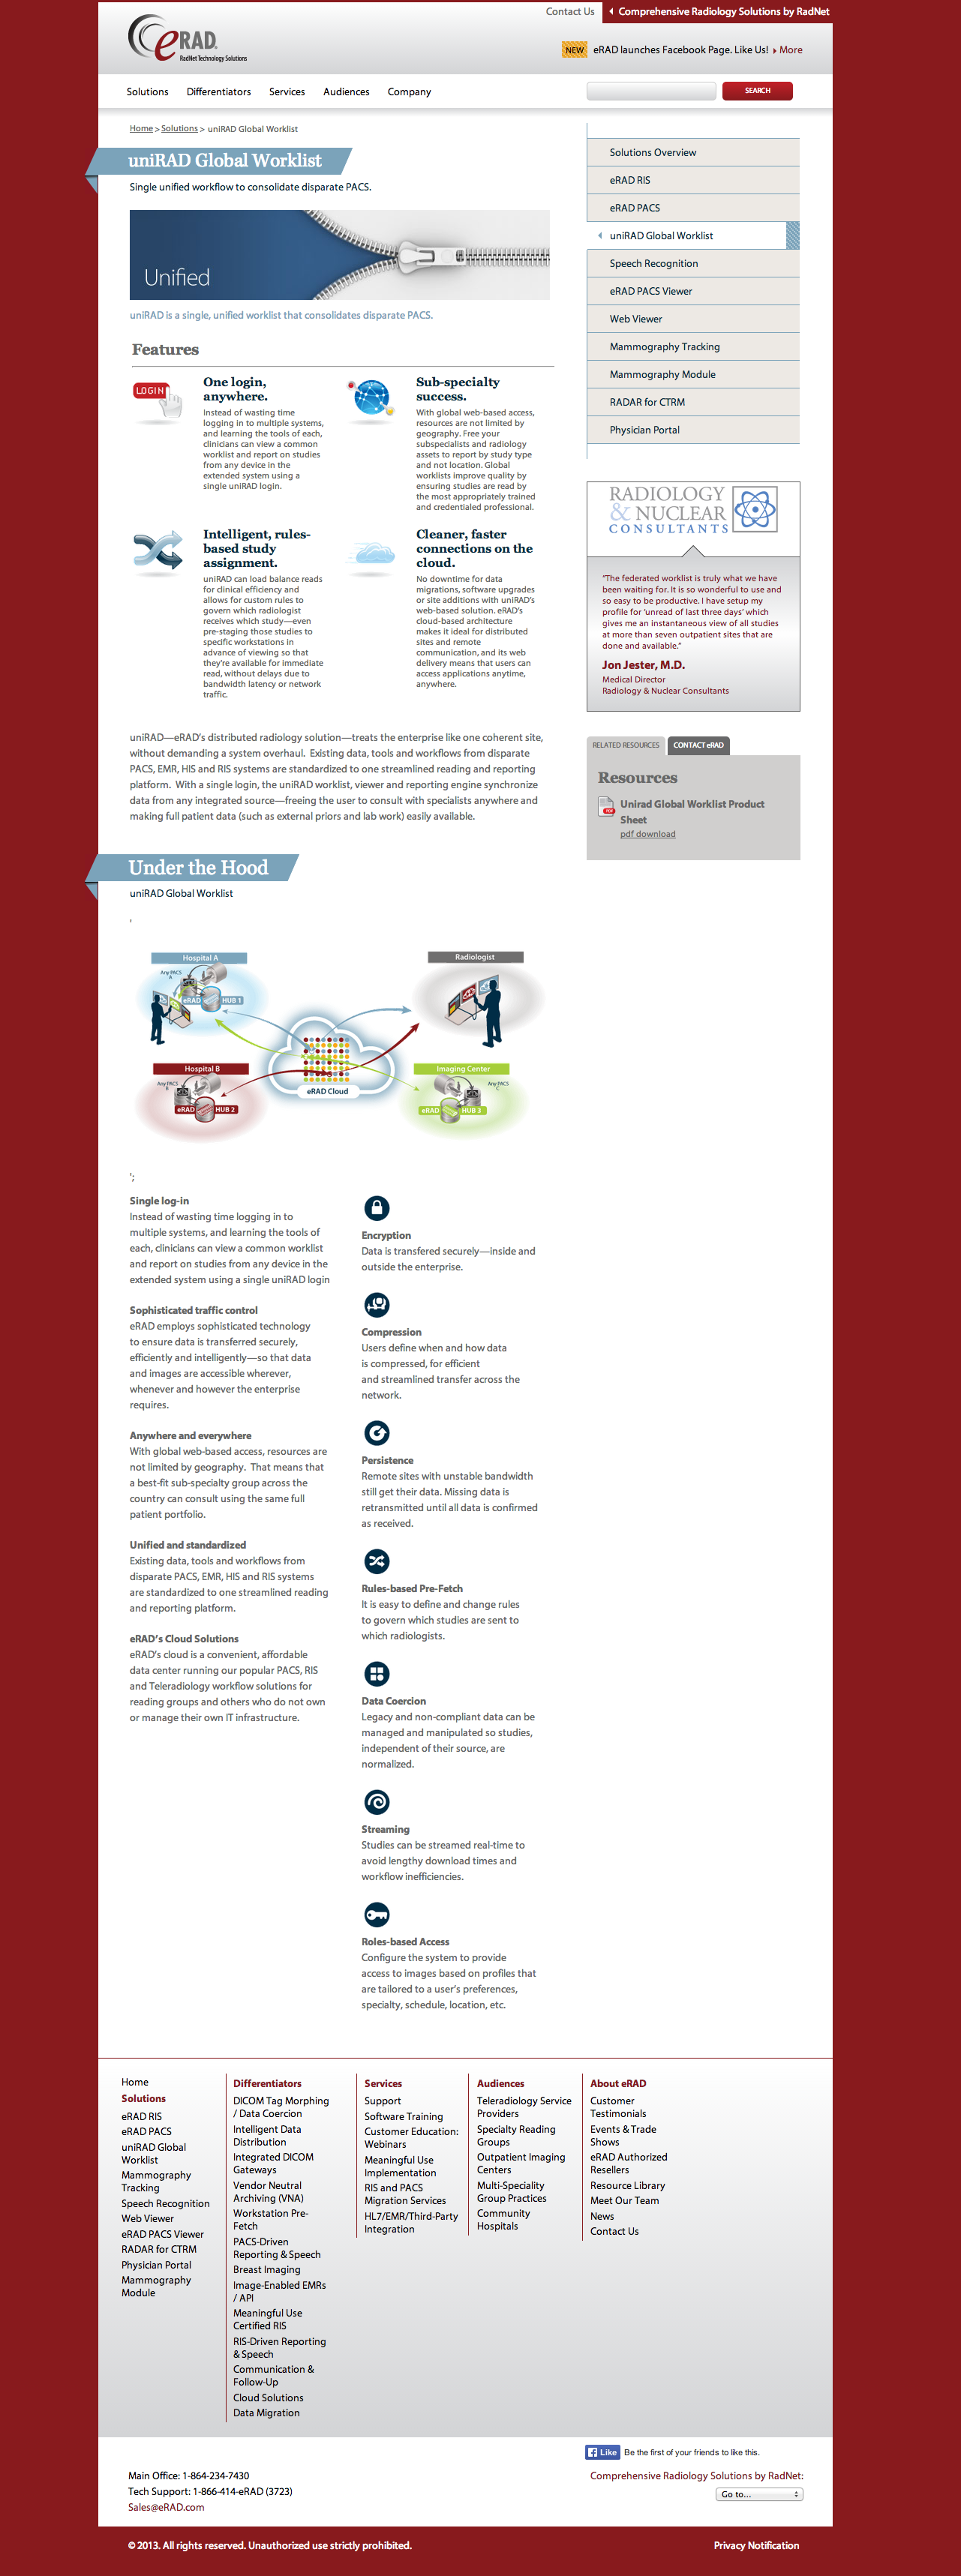 Contact Us
Comprehensive Radiology Solutions by RadNet
eRAD
RadNet Technology Solutions
NEW eRAD launches Facebook Page. Like Us! More
Solutions Differentiators Services Audiences Company
SEARCH
Home > Solutions > uniRAD Global Worklist
uniRAD Global Worklist
Single unified workflow to consolidate disparate PACS.
Unified
uniRAD is a single, unified worklist that consolidates disparate PACS.
Features
LOGIN
One login,
anywhere.
Instead of wasting time
logging in to multiple systems,
and learning the tools of each,
clinicians can view a common
worklist and report on studies
from any device in the
extended system using a
single uniRAD login.
Sub-specialty
success.
With global web-based access,
resources are not limited by
geography. Free your
subspecialists and radiology
assets to report by study type
and not location. Global
worklists improve quality by
ensuring studies are read by
the most appropriately trained
and credentialed professional.
Intelligent, rules-
based study
assignment.
uniRAD can load balance reads
for clinical efficiency and
allows for custom rules to
govern which radiologist
receives which study—even
pre-staging those studies to
specific workstations in
advance of viewing so that
they're available for immediate
read, without delays due to
bandwidth latency or network
traffic.
Cleaner, faster
connections on the
cloud.
No downtime for data
migrations, software upgrades
or site additions with uniRAD's
web-based solution. eRAD's
cloud-based architecture
makes it ideal for distributed
sites and remote
communication, and its web
delivery means that users can
access applications anytime,
anywhere.
uniRAD—eRAD's distributed radiology solution—treats the enterprise like one coherent site,
without demanding a system overhaul. Existing data, tools and workflows from disparate
PACS, EMR, HIS and RIS systems are standardized to one streamlined reading and reporting
platform. With a single login, the uniRAD worklist, viewer and reporting engine synchronize
data from any integrated source—freeing the user to consult with specialists anywhere and
making full patient data (such as external priors and lab work) easily available.
Under the Hood
uniRAD Global Worklist
'
Hospital A
Any PACS
A
eRAD HUB 1
Radiologist
Hospital B
Any PACS
B
eRAD HUB 2
eRAD Cloud
Imaging Center
Any PACS
C
eRAD HUB 3
';
Single log-in
Instead of wasting time logging in to
multiple systems, and learning the tools of
each, clinicians can view a common worklist
and report on studies from any device in the
extended system using a single uniRAD login
Sophisticated traffic control
eRAD employs sophisticated technology
to ensure data is transferred securely,
efficiently and intelligently—so that data
and images are accessible wherever,
whenever and however the enterprise
requires.
Anywhere and everywhere
With global web-based access, resources are
not limited by geography. That means that
a best-fit sub-specialty group across the
country can consult using the same full
patient portfolio.
Unified and standardized
Existing data, tools and workflows from
disparate PACS, EMR, HIS and RIS systems
are standardized to one streamlined reading
and reporting platform.
eRAD's Cloud Solutions
eRAD's cloud is a convenient, affordable
data center running our popular PACS, RIS
and Teleradiology workflow solutions for
reading groups and others who do not own
or manage their own IT infrastructure.
Encryption
Data is transfered securely—inside and
outside the enterprise.
Compression
Users define when and how data
is compressed, for efficient
and streamlined transfer across the
network.
Persistence
Remote sites with unstable bandwidth
still get their data. Missing data is
retransmitted until all data is confirmed
as received.
Rules-based Pre-Fetch
It is easy to define and change rules
to govern which studies are sent to
which radiologists.
Data Coercion
Legacy and non-compliant data can be
managed and manipulated so studies,
independent of their source, are
normalized.
Streaming
Studies can be streamed real-time to
avoid lengthy download times and
workflow inefficiencies.
Roles-based Access
Configure the system to provide
access to images based on profiles that
are tailored to a user's preferences,
specialty, schedule, location, etc.
Solutions Overview
eRAD RIS
eRAD PACS
uniRAD Global Worklist
Speech Recognition
eRAD PACS Viewer
Web Viewer
Mammography Tracking
Mammography Module
RADAR for CTRM
Physician Portal
RADIOLOGY
& NUCLEAR
CONSULTANTS
"The federated worklist is truly what we have
been waiting for. It is so wonderful to use and
so easy to be productive. I have setup my
profile for 'unread of last three days' which
gives me an instantaneous view of all studies
at more than seven outpatient sites that are
done and available."
Jon Jester, M.D.
Medical Director
Radiology & Nuclear Consultants
RELATED RESOURCES CONTACT eRAD
Resources
PDF
Unirad Global Worklist Product
Sheet
pdf download
Home
Solutions
eRAD RIS
eRAD PACS
uniRAD Global
Worklist
Mammography
Tracking
Speech Recognition
Web Viewer
eRAD PACS Viewer
RADAR for CTRM
Physician Portal
Mammography
Module
Differentiators
DICOM Tag Morphing
/ Data Coercion
Intelligent Data
Distribution
Integrated DICOM
Gateways
Vendor Neutral
Archiving (VNA)
Workstation Pre-
Fetch
PACS-Driven
Reporting & Speech
Breast Imaging
Image-Enabled EMRs
/ API
Meaningful Use
Certified RIS
RIS-Driven Reporting
& Speech
Communication &
Follow-Up
Cloud Solutions
Data Migration
Services
Support
Software Training
Customer Education:
Webinars
Meaningful Use
Implementation
RIS and PACS
Migration Services
HL7/EMR/Third-Party
Integration
Audiences
Teleradiology Service
Providers
Specialty Reading
Groups
Outpatient Imaging
Centers
Multi-Speciality
Group Practices
Community
Hospitals
About eRAD
Customer
Testimonials
Events & Trade
Shows
eRAD Authorized
Resellers
Resource Library
Meet Our Team
News
Contact Us
Like Be the first of your friends to like this.
Main Office: 1-864-234-7430
Tech Support: 1-866-414-eRAD (3723)
Sales@eRAD.com
Comprehensive Radiology Solutions by RadNet:
Go to...
© 2013. All rights reserved. Unauthorized use strictly prohibited.
Privacy Notification